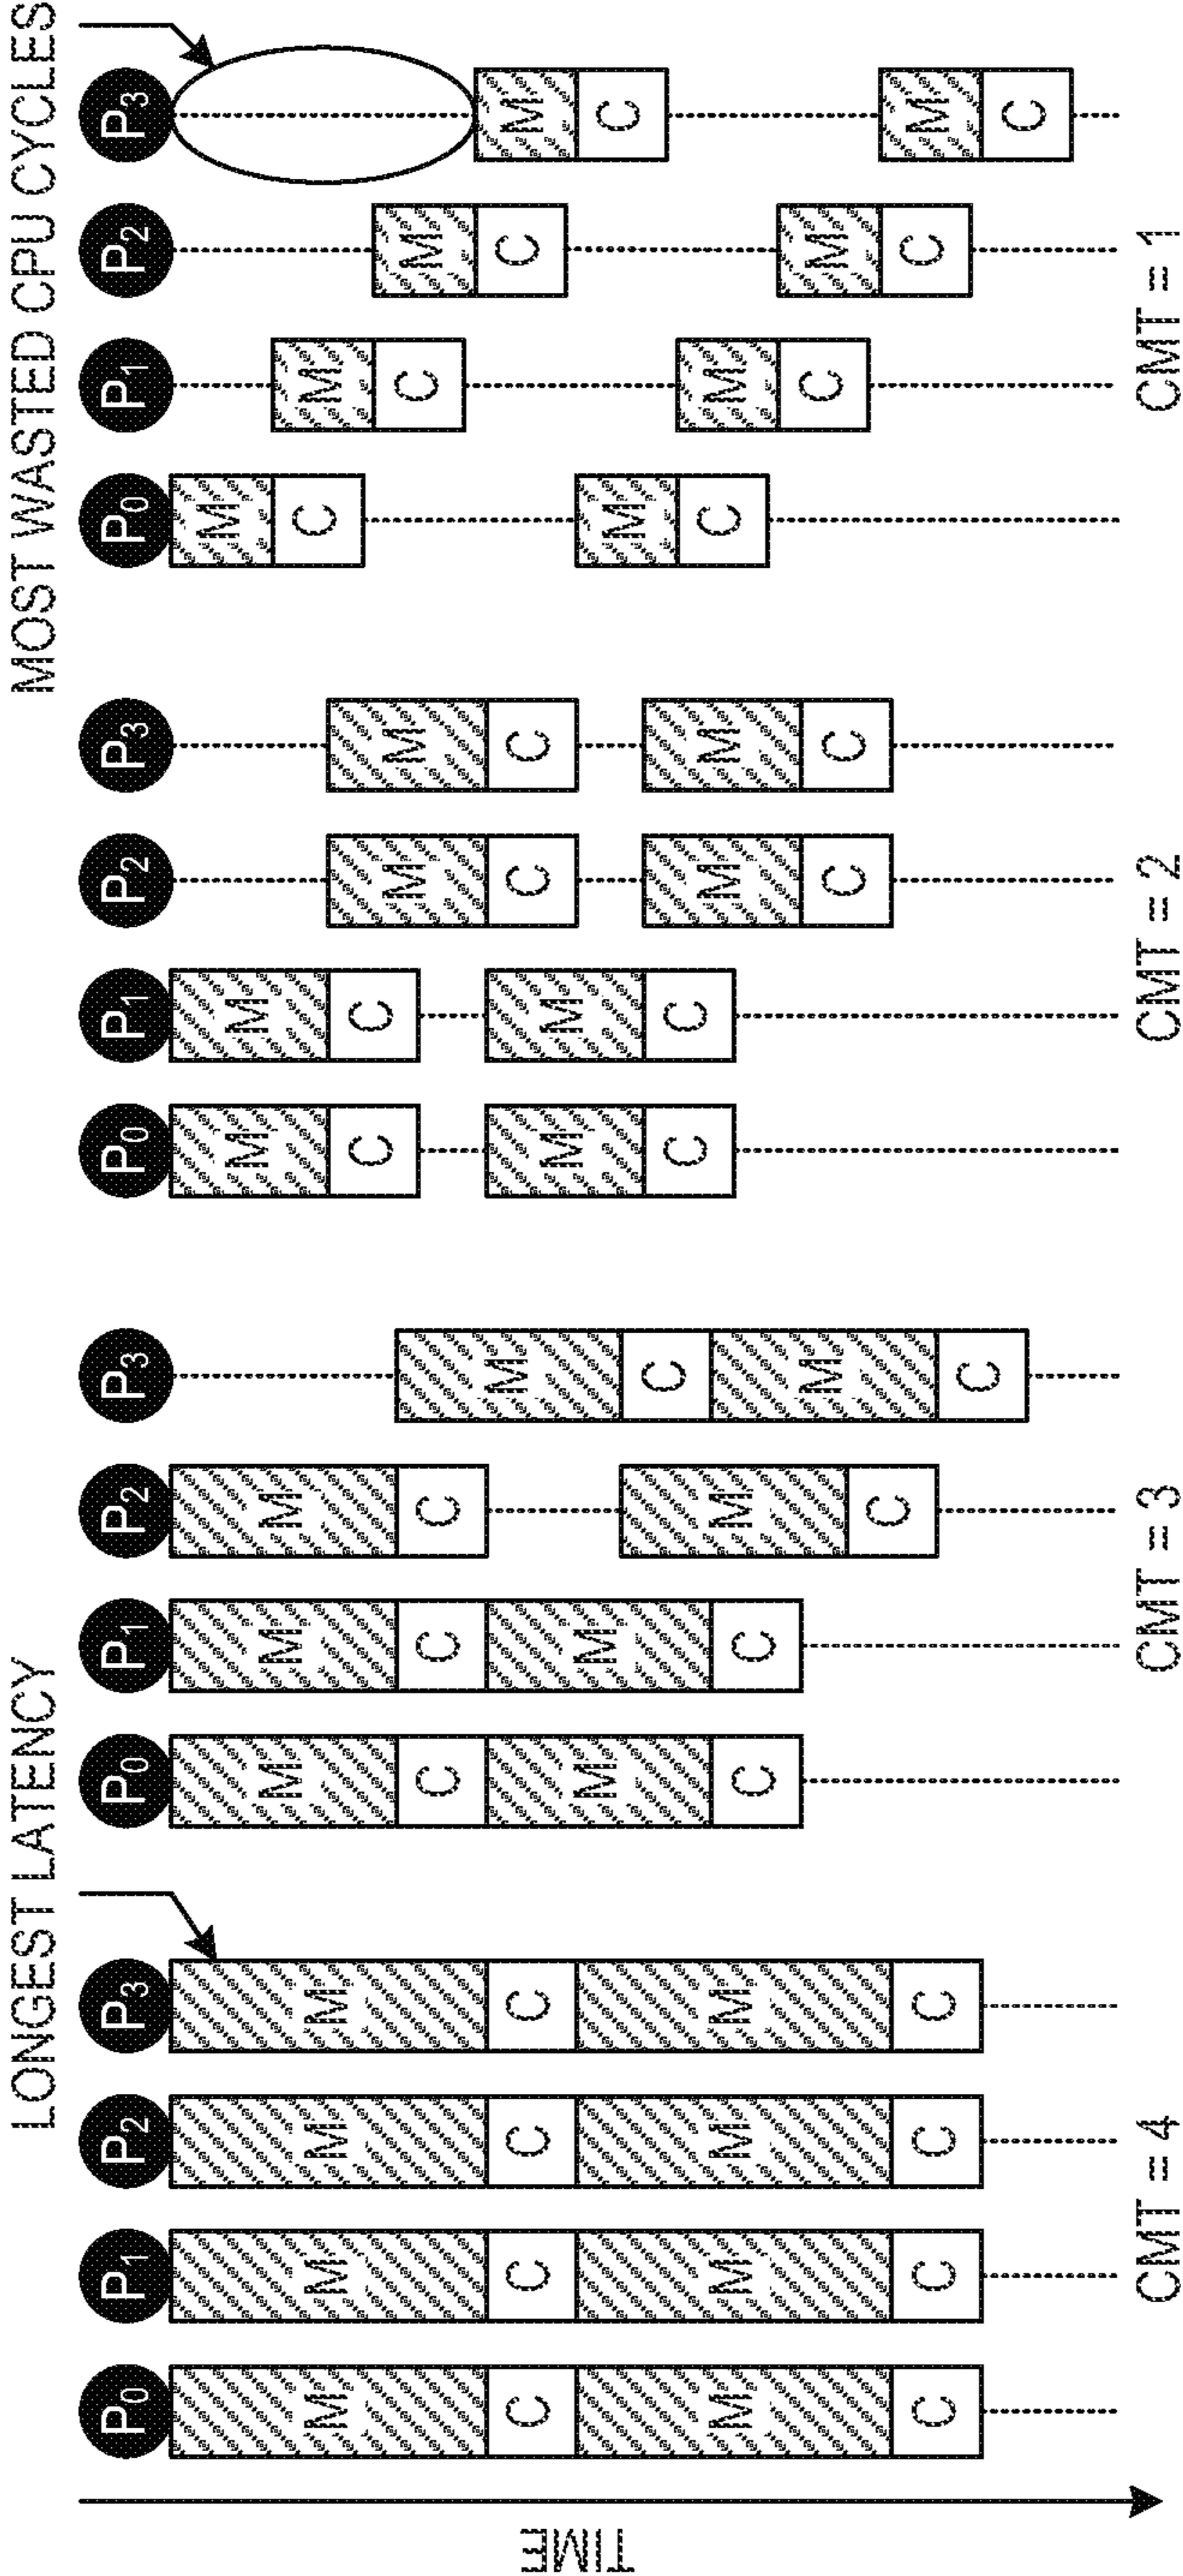 LONGEST LATENCY
MOST WASTED CPU CYCLES
TIME
P0 P1 P2 P3
M M M M
C C C C
M M M M
C C C C
CMT = 4
P0 P1 P2 P3
M M M
C C C
M
M M
M
C
C C
M
C
C
CMT = 3
P0 P1 P2 P3
M M
C C
M M
M M
C C
C C
M M
C C
CMT = 2
P0 P1 P2 P3
M
C
M
C
M
C
M
C
M
C
M
C
M
C
M
C
CMT = 1